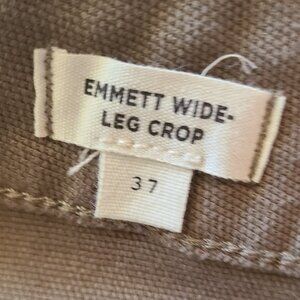 EMMETT WIDE-
LEG CROP
37